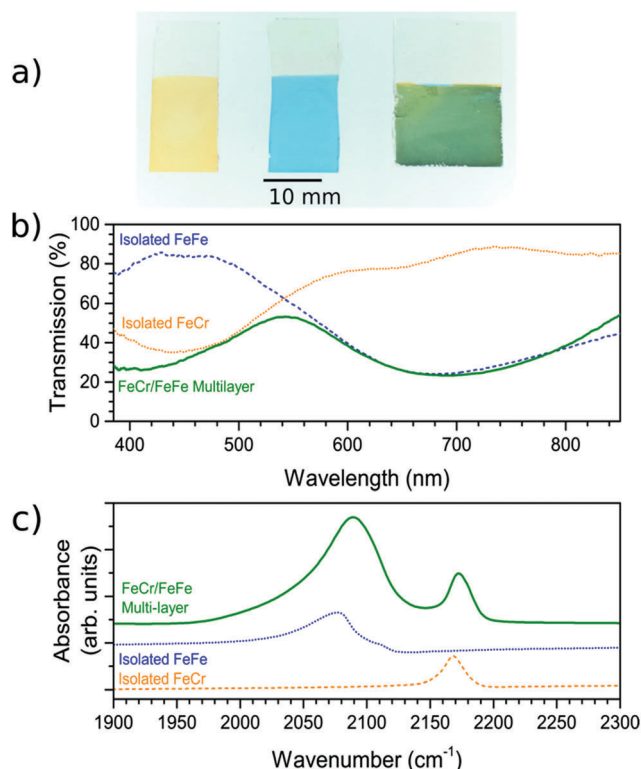 a)
10 mm
b)
100
80
60
40
20
0
Transmission (%)
Isolated FeFe
Isolated FeCr
FeCr/FeFe Multilayer
400 500 600 700 800
Wavelength (nm)
c)
Absorbance
(arb. units)
FeCr/FeFe
Multi-layer
Isolated FeFe
Isolated FeCr
1900 1950 2000 2050 2100 2150 2200 2250 2300
Wavenumber (cm⁻¹)